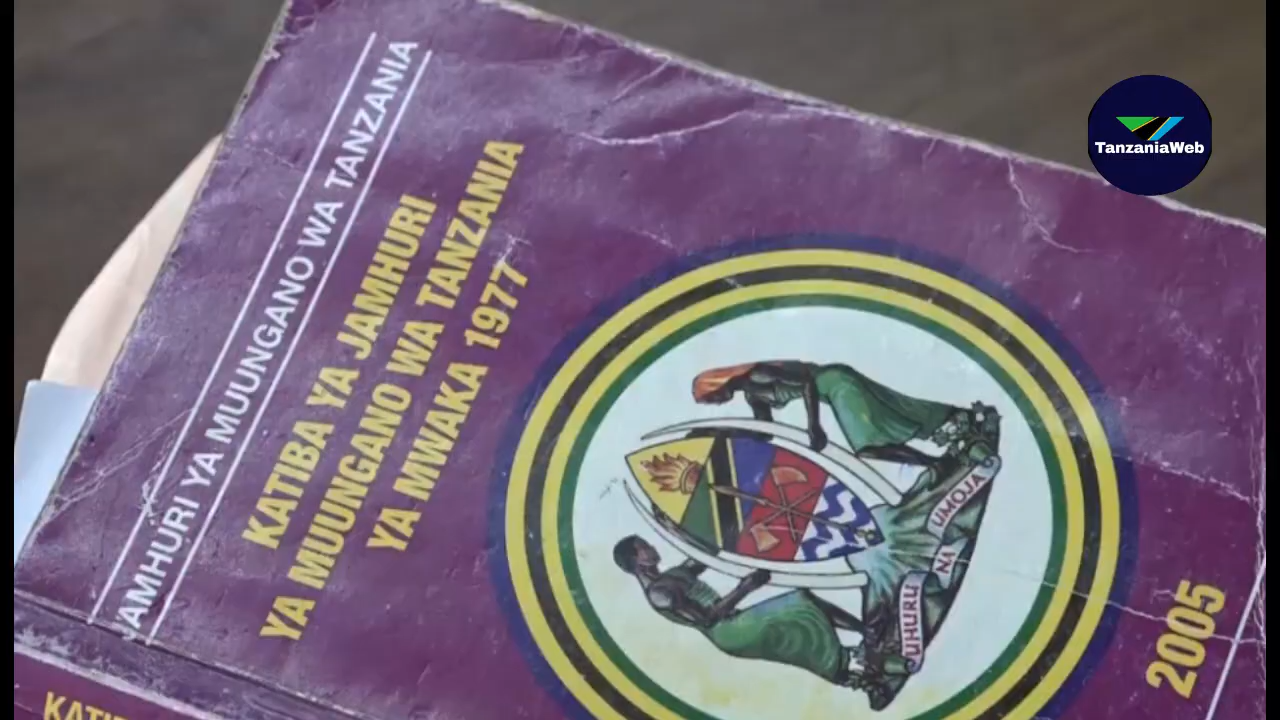 JAMHURI YA MUUNGANO WA TANZANIA
KATIBA YA JAMHURI
YA MUUNGANO WA TANZANIA
YA MWAKA 1977
UHURU NA UMOJA
2005
TanzaniaWeb